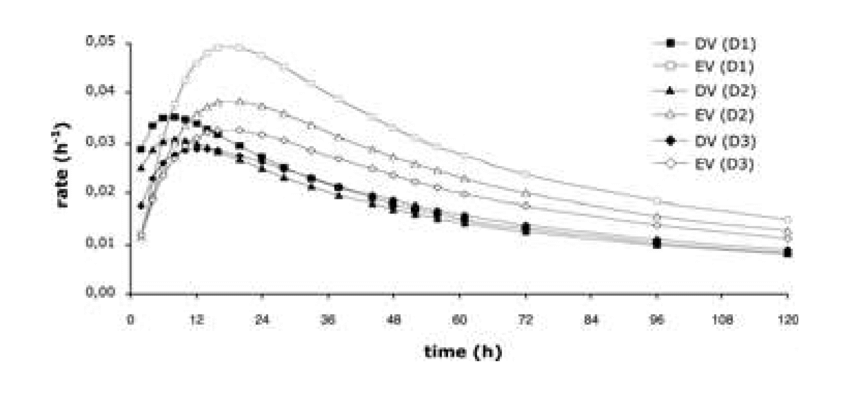 0,05
0,04
0,03
0,02
0,01
0,00
rate (h⁻¹)
0 12 24 36 48 60 72 84 96 108 120
time (h)
DV (D1)
EV (D1)
DV (D2)
EV (D2)
DV (D3)
EV (D3)